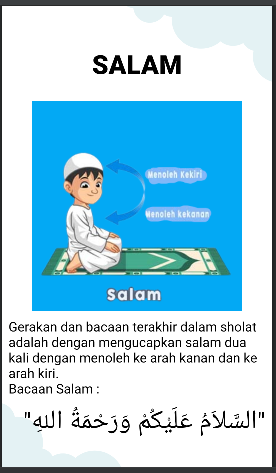 SALAM
Menoleh Kekiri
Menoleh kekanan
Salam
Gerakan dan bacaan terakhir dalam sholat
adalah dengan mengucapkan salam dua
kali dengan menoleh ke arah kanan dan ke
arah kiri.
Bacaan Salam :
"السَّلاَمُ عَلَيْكُمْ وَرَحْمَةُ اللهِ"